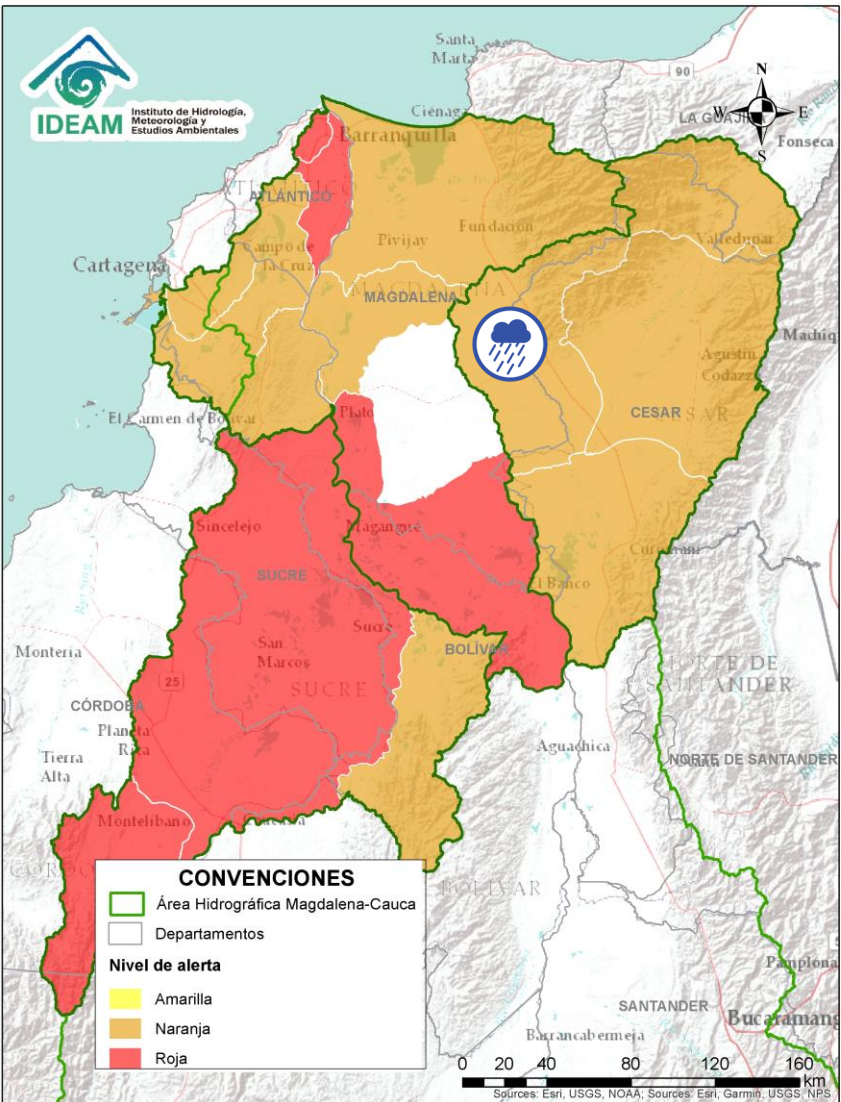 IDEAM
Instituto de Hidrología,
Meteorología y
Estudios Ambientales
Santa
Marta
90
N
W
E
S
Ciénaga
LA GUAJIRA
Fonseca
Barranquilla
ATLÁNTICO
Fundación
Valledupar
Pivijay
Campo de
la Cruz
Cartagena
MAGDALENA
MAGDALENA
Agustín
Codazzi
El Carmen de Bolívar
Plato
CESAR
CESAR
Sincelejo
Magangué
SUCRE
El Banco
Sucre
Montería
San
Marcos
BOLÍVAR
SUCRE
25
NORTE DE
SANTANDER
CÓRDOBA
Planeta
Rica
Tierra
Alta
Aguachica
NORTE DE SANTANDER
Montelibano
BOLÍVAR
CONVENCIONES
Área Hidrográfica Magdalena-Cauca
Departamentos
Nivel de alerta
Amarilla
Naranja
Roja
Pamplona
SANTANDER
Bucaramang
Barrancabermeja
0 20 40 80 120 160
km
Sources: Esri, USGS, NOAA; Sources: Esri, Garmin, USGS, NPS